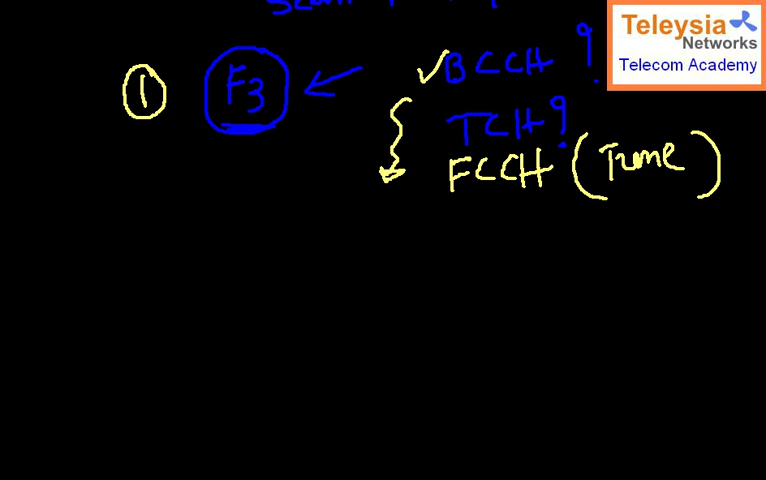 Teleysia
Networks
Telecom Academy
① F3 ← ✓ BCCH ?
TCH?
FCCH (Tune)